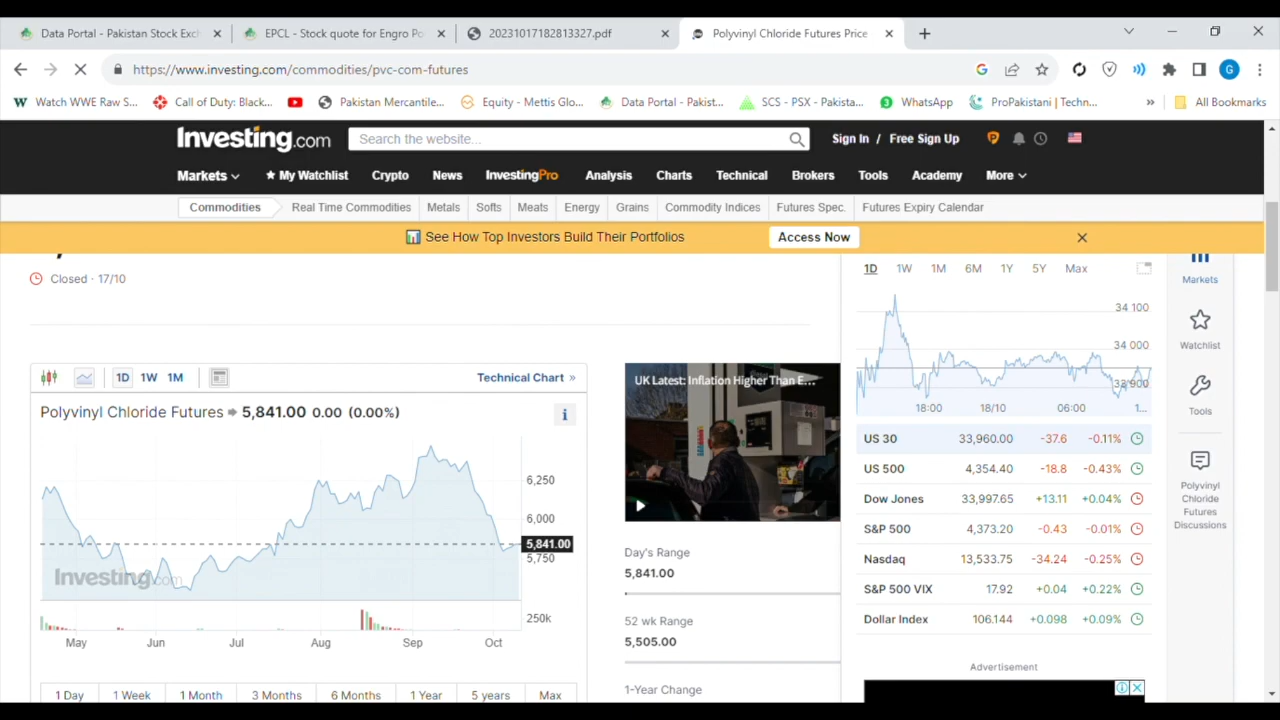 Data Portal - Pakistan Stock Exch
EPCL - Stock quote for Engro Po
20231017182813327.pdf
Polyvinyl Chloride Futures Price
https://www.investing.com/commodities/pvc-com-futures
G
Watch WWE Raw S...
Call of Duty: Black...
Pakistan Mercantile...
Equity - Mettis Glo...
Data Portal - Pakist...
SCS - PSX - Pakista...
WhatsApp
ProPakistani | Techn...
»
All Bookmarks
Investing.com
Search the website...
Sign In / Free Sign Up
Markets
My Watchlist
Crypto
News
InvestingPro
Analysis
Charts
Technical
Brokers
Tools
Academy
More
Commodities
Real Time Commodities
Metals
Softs
Meats
Energy
Grains
Commodity Indices
Futures Spec.
Futures Expiry Calendar
See How Top Investors Build Their Portfolios
Access Now
Closed · 17/10
1D 1W 1M
Technical Chart »
Polyvinyl Chloride Futures 5,841.00 0.00 (0.00%)
6,250
6,000
5,841.00
5,750
Investing.com
250k
May Jun Jul Aug Sep Oct
1 Day 1 Week 1 Month 3 Months 6 Months 1 Year 5 years Max
UK Latest: Inflation Higher Than E...
Day's Range
5,841.00
52 wk Range
5,505.00
1-Year Change
1D 1W 1M 6M 1Y 5Y Max
34 100
34 000
33 900
18:00 18/10 06:00 1...
US 30 33,960.00 -37.6 -0.11%
US 500 4,354.40 -18.8 -0.43%
Dow Jones 33,997.65 +13.11 +0.04%
S&P 500 4,373.20 -0.43 -0.01%
Nasdaq 13,533.75 -34.24 -0.25%
S&P 500 VIX 17.92 +0.04 +0.22%
Dollar Index 106.144 +0.098 +0.09%
Advertisement
Markets
Watchlist
Tools
Polyvinyl
Chloride
Futures
Discussions